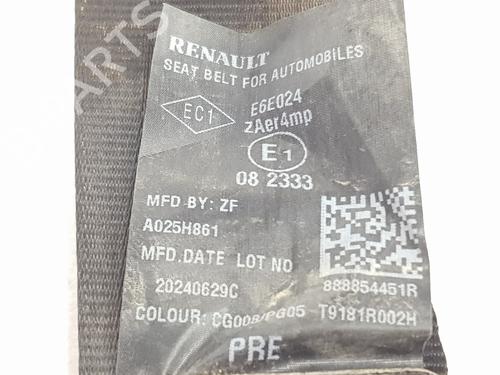 RENAULT
SEAT BELT FOR AUTOMOBILES
EC1
E6E024
zAer4mp
E1
08 2333
MFD BY: ZF
A025H861
MFD.DATE LOT NO
20240629C
888854451R
COLOUR: CG008/PG05 T9181R002H
PRE